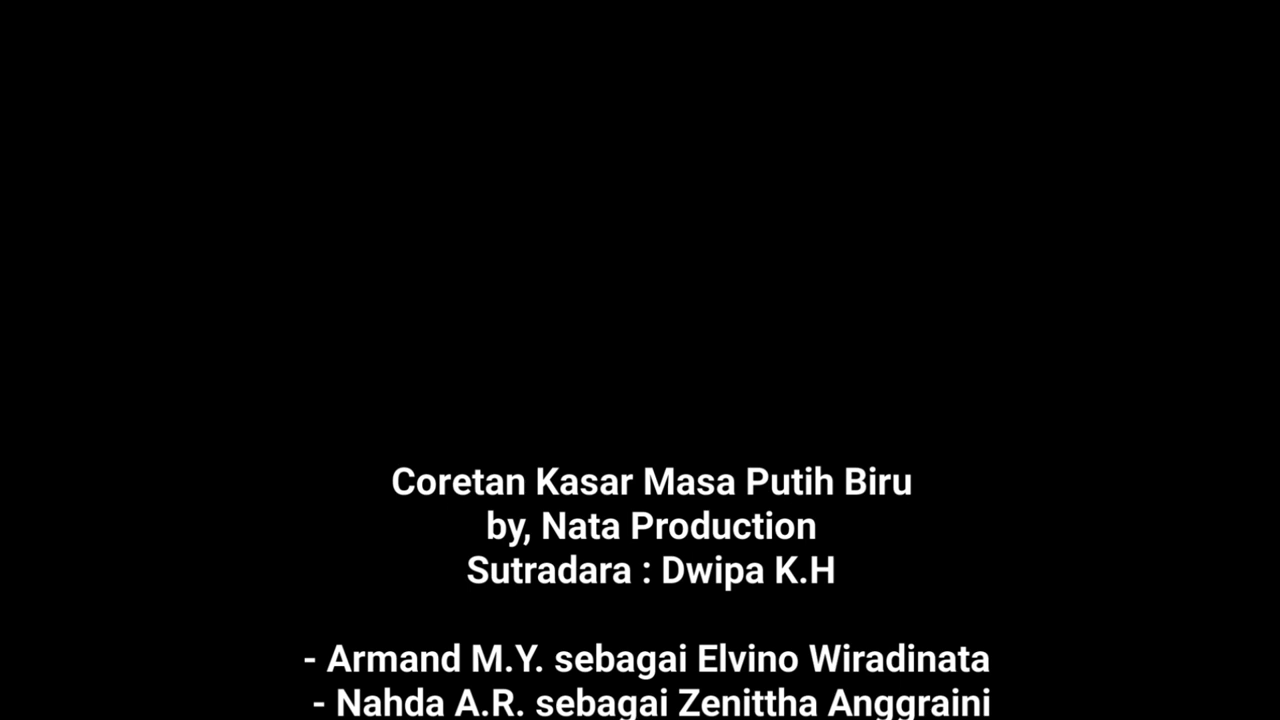 Coretan Kasar Masa Putih Biru
by, Nata Production
Sutradara : Dwipa K.H
- Armand M.Y. sebagai Elvino Wiradinata
- Nahda A.R. sebagai Zenittha Anggraini